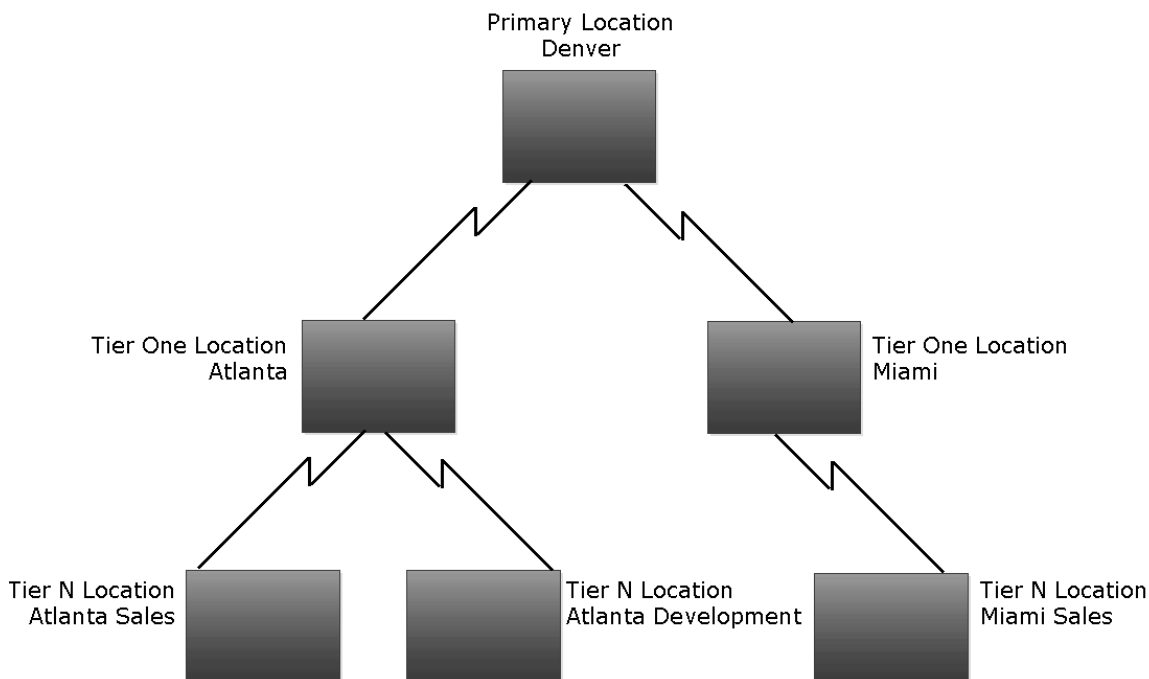 Primary Location
Denver
Tier One Location
Atlanta
Tier One Location
Miami
Tier N Location
Atlanta Sales
Tier N Location
Atlanta Development
Tier N Location
Miami Sales